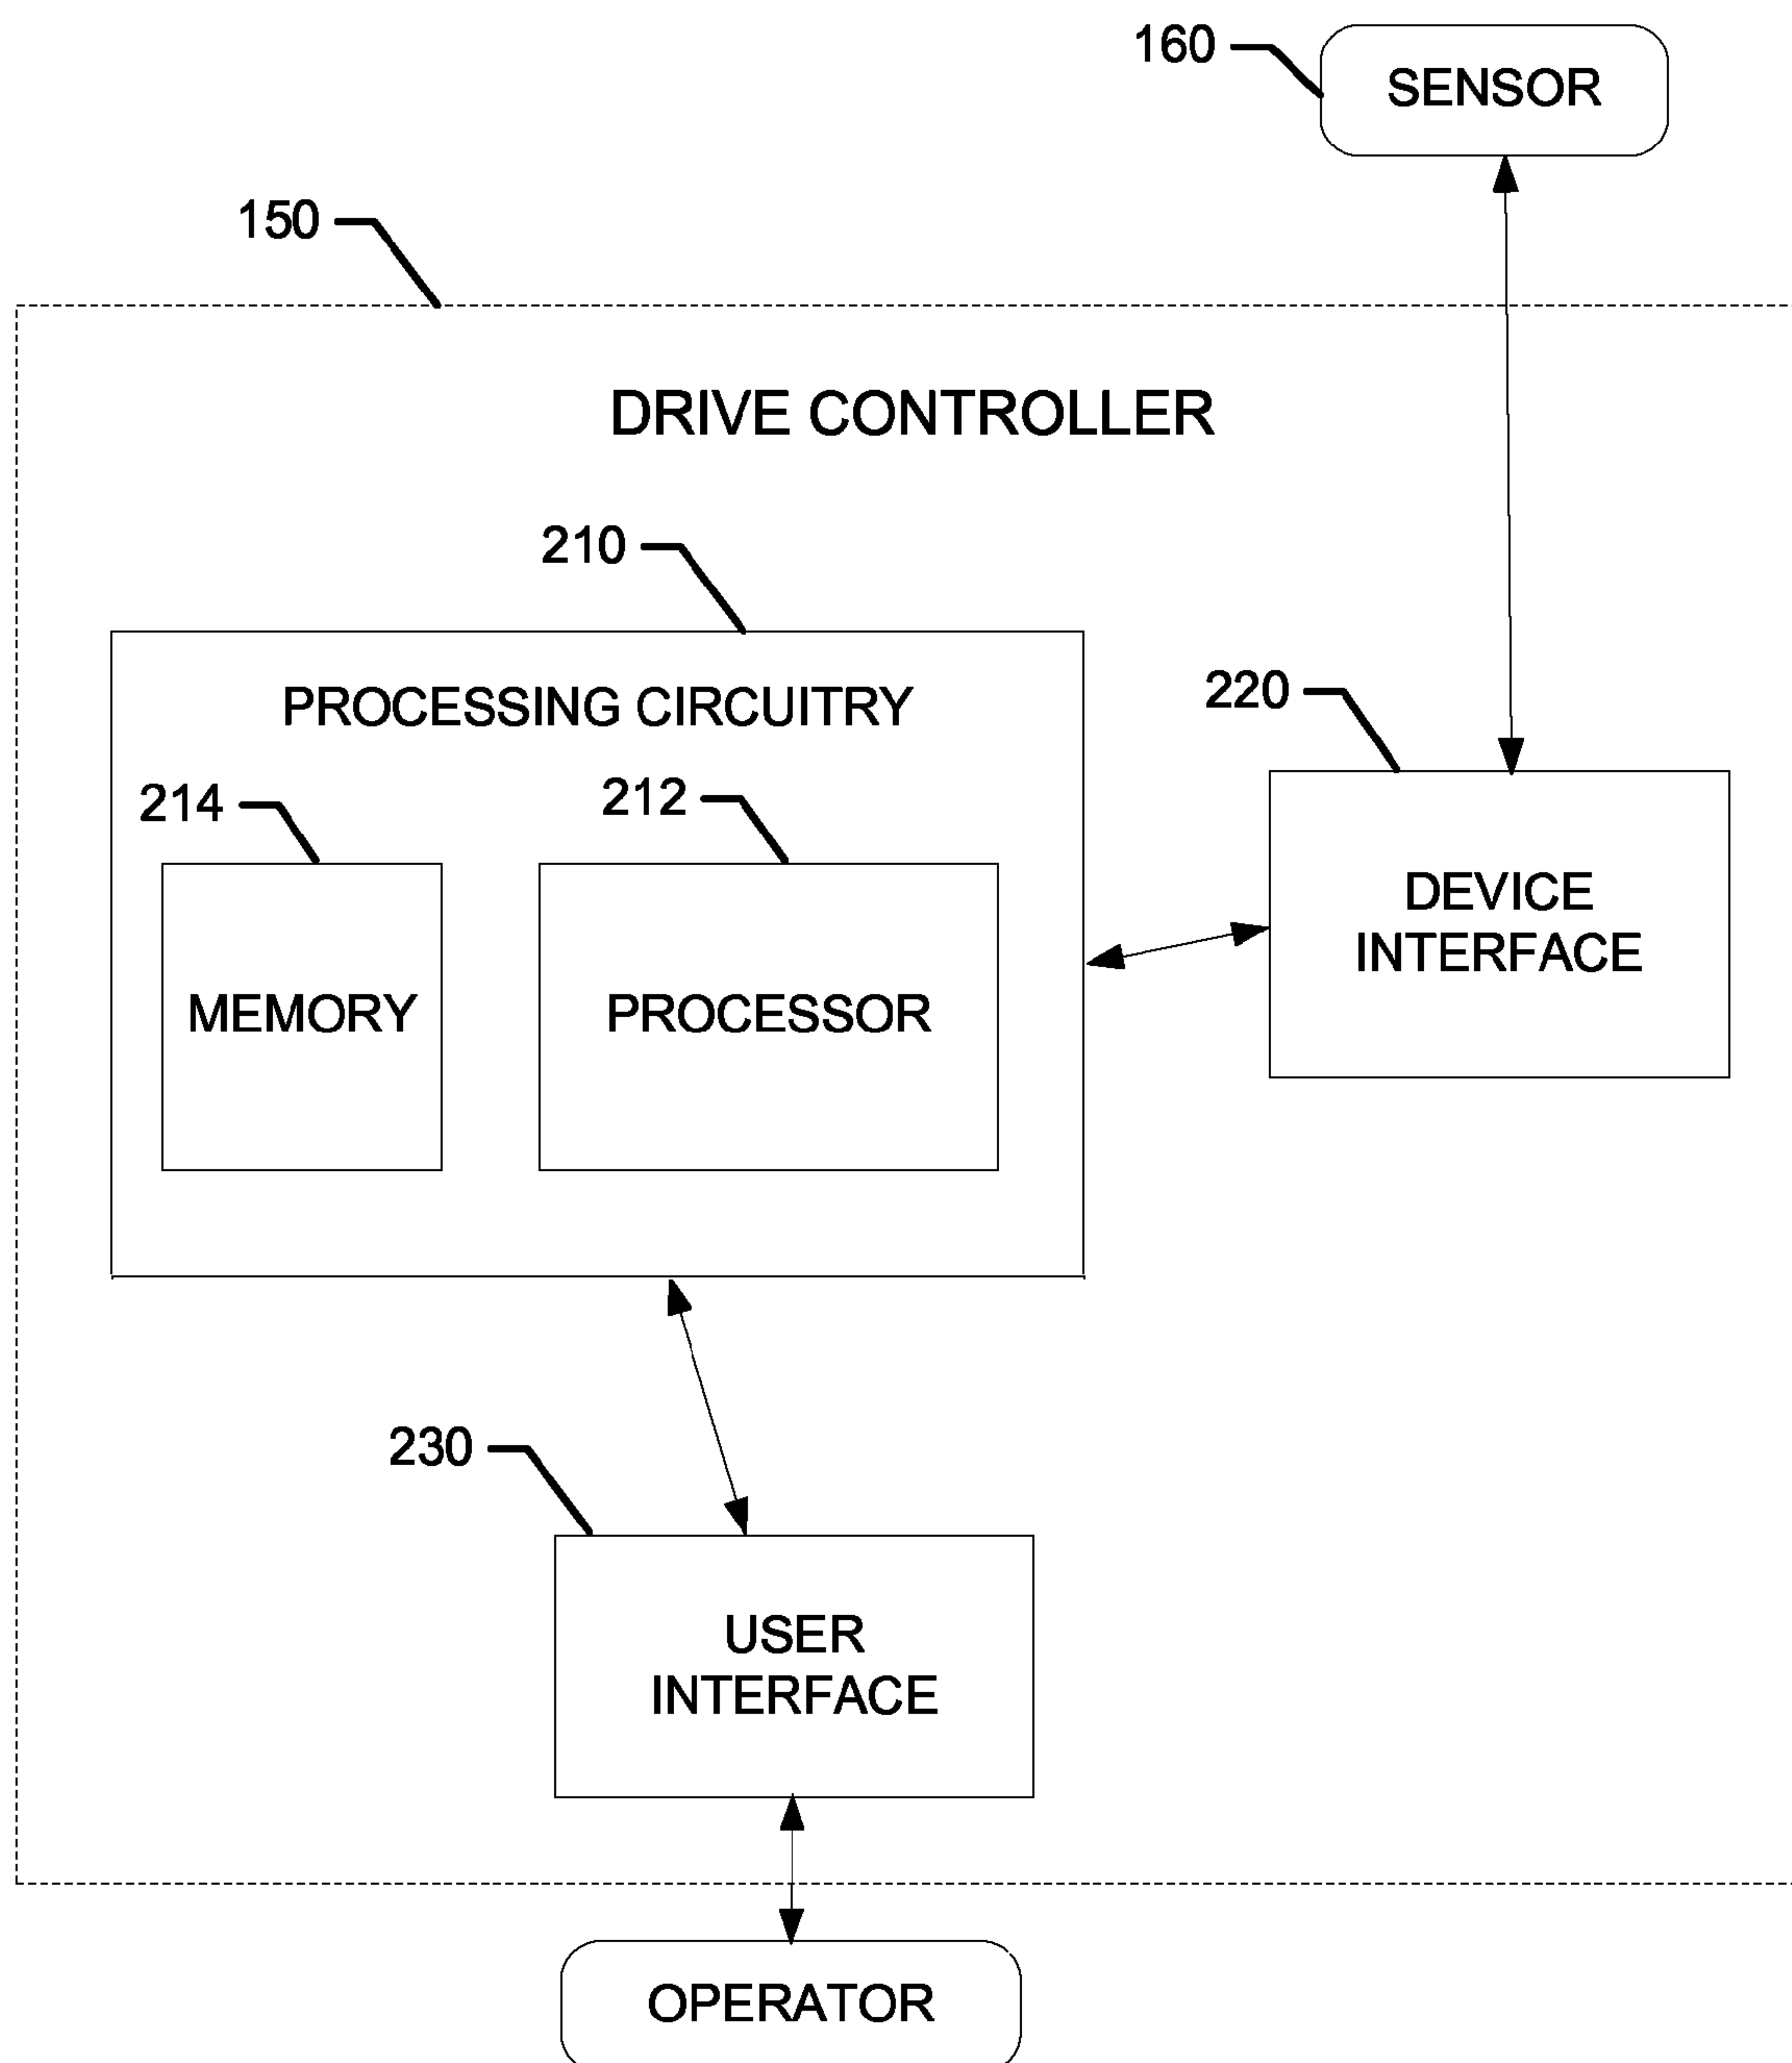 160
SENSOR
150
DRIVE CONTROLLER
210
PROCESSING CIRCUITRY
220
214
212
DEVICE
INTERFACE
MEMORY
PROCESSOR
230
USER
INTERFACE
OPERATOR